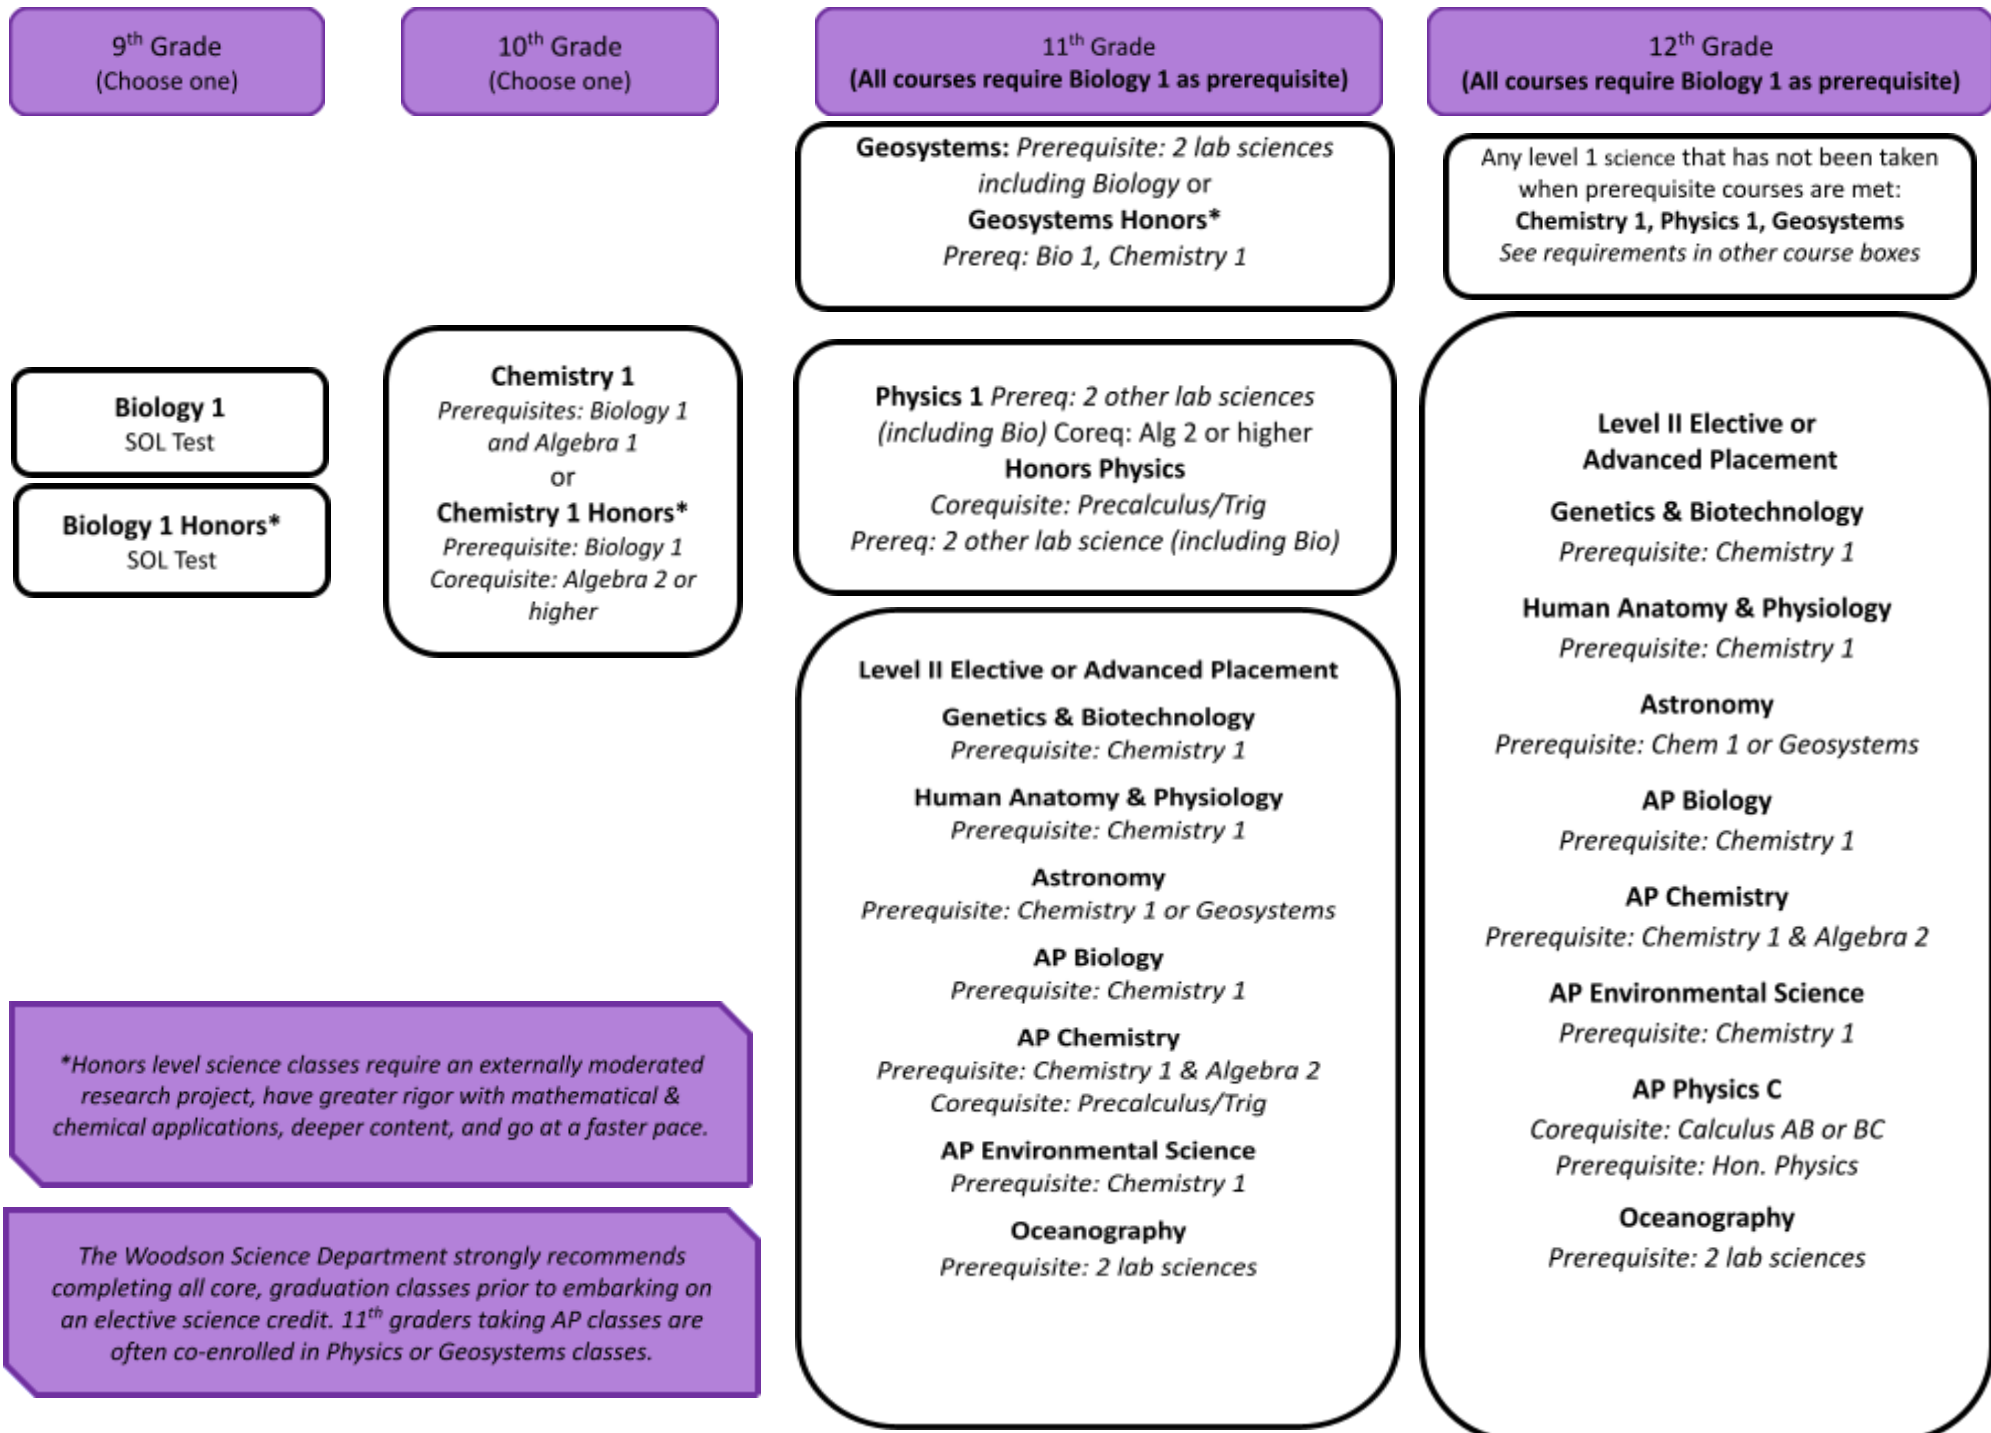 9th Grade
(Choose one)
10th Grade
(Choose one)
11th Grade
(All courses require Biology 1 as prerequisite)
12th Grade
(All courses require Biology 1 as prerequisite)
Biology 1
SOL Test
Biology 1 Honors*
SOL Test
Chemistry 1
Prerequisites: Biology 1
and Algebra 1
or
Chemistry 1 Honors*
Prerequisite: Biology 1
Corequisite: Algebra 2 or
higher
Geosystems: Prerequisite: 2 lab sciences
including Biology or
Geosystems Honors*
Prereq: Bio 1, Chemistry 1
Physics 1 Prereq: 2 other lab sciences
(including Bio) Coreq: Alg 2 or higher
Honors Physics
Corequisite: Precalculus/Trig
Prereq: 2 other lab science (including Bio)
Level II Elective or Advanced Placement
Genetics & Biotechnology
Prerequisite: Chemistry 1
Human Anatomy & Physiology
Prerequisite: Chemistry 1
Astronomy
Prerequisite: Chemistry 1 or Geosystems
AP Biology
Prerequisite: Chemistry 1
AP Chemistry
Prerequisite: Chemistry 1 & Algebra 2
Corequisite: Precalculus/Trig
AP Environmental Science
Prerequisite: Chemistry 1
Oceanography
Prerequisite: 2 lab sciences
Any level 1 science that has not been taken
when prerequisite courses are met:
Chemistry 1, Physics 1, Geosystems
See requirements in other course boxes
Level II Elective or
Advanced Placement
Genetics & Biotechnology
Prerequisite: Chemistry 1
Human Anatomy & Physiology
Prerequisite: Chemistry 1
Astronomy
Prerequisite: Chem 1 or Geosystems
AP Biology
Prerequisite: Chemistry 1
AP Chemistry
Prerequisite: Chemistry 1 & Algebra 2
AP Environmental Science
Prerequisite: Chemistry 1
AP Physics C
Corequisite: Calculus AB or BC
Prerequisite: Hon. Physics
Oceanography
Prerequisite: 2 lab sciences
*Honors level science classes require an externally moderated
research project, have greater rigor with mathematical &
chemical applications, deeper content, and go at a faster pace.
The Woodson Science Department strongly recommends
completing all core, graduation classes prior to embarking on
an elective science credit. 11th graders taking AP classes are
often co-enrolled in Physics or Geosystems classes.